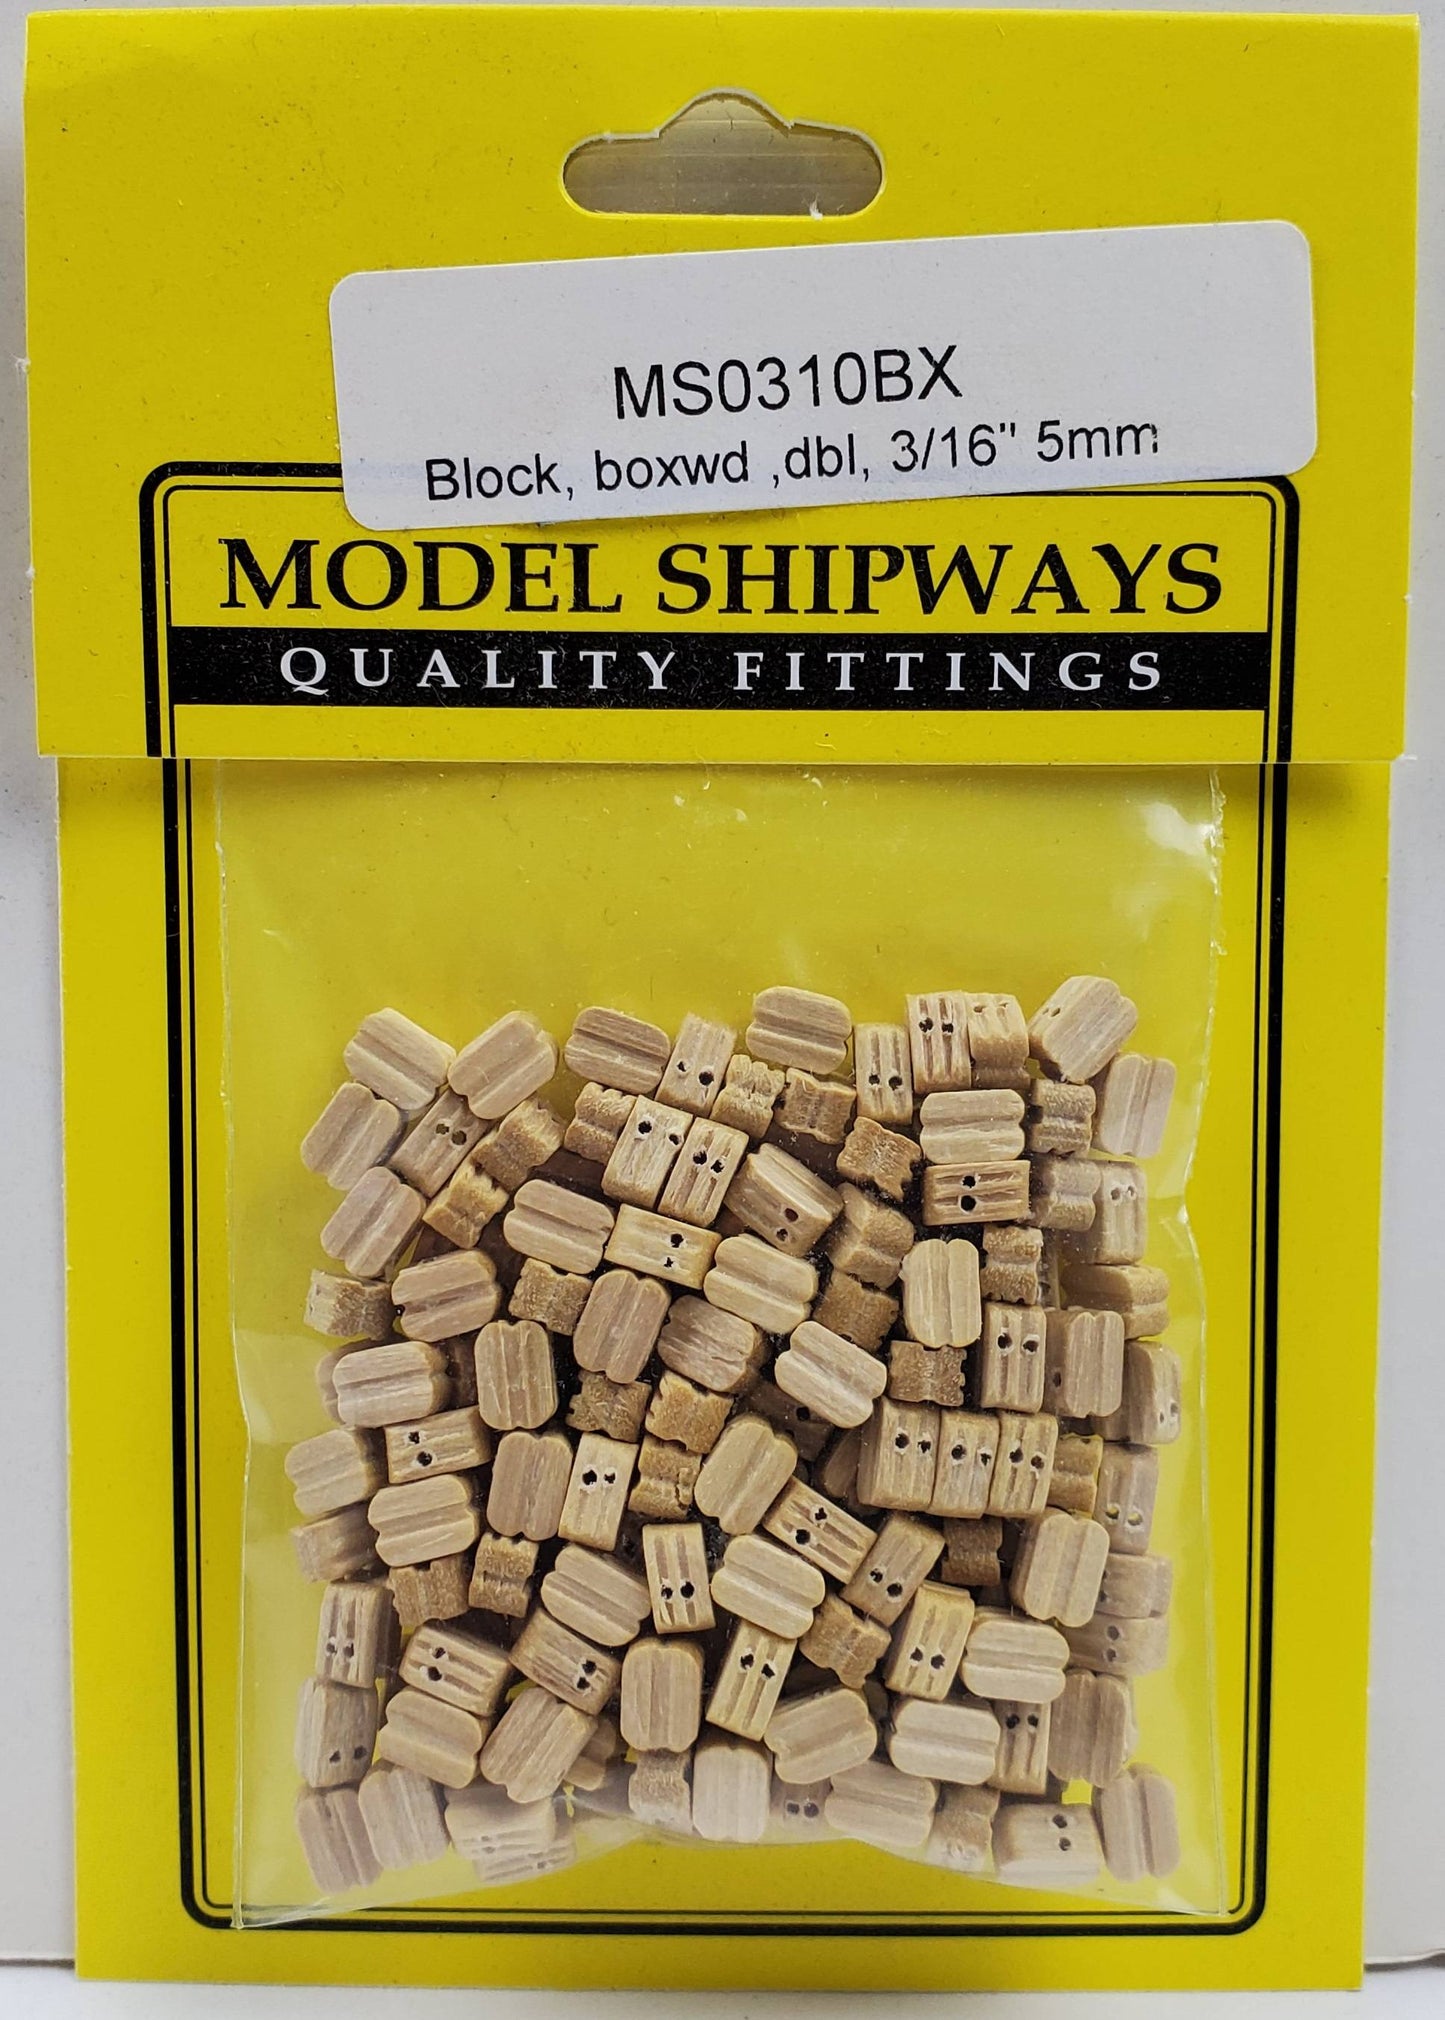 MS0310BX
Block, boxwd ,dbl, 3/16" 5mm
MODEL SHIPWAYS
QUALITY FITTINGS